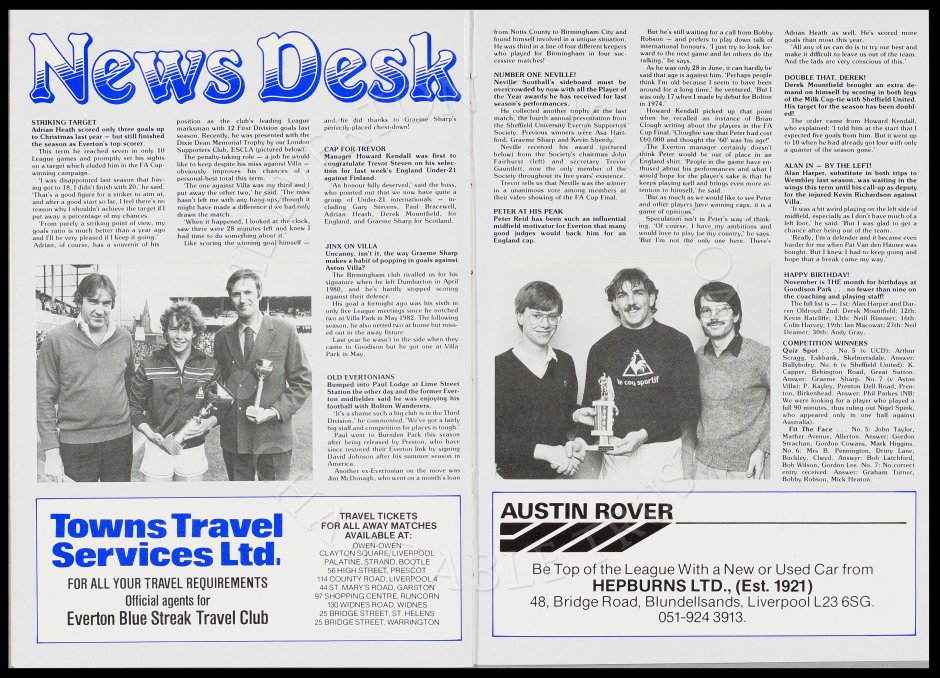 News Desk
STRIKING TARGET
Adrian Heath scored only three goals up
to Christmas last year — but still finished
the season as Everton's top scorer.
This term he reached seven in only 10
League games and promptly set his sights
on a target which eluded him in the FA Cup-
winning campaign.
'I was disappointed last season that hav-
ing got to 18, I didn't finish with 20,' he said.
'That's a good figure for a striker to aim at,
and after a good start so far, I feel there's no
reason why I shouldn't achieve the target if I
put away a percentage of my chances.
'From purely a striking point of view, my
goals ratio is much better than a year ago
and I'll be very pleased if I keep it going.'
Adrian, of course, has a souvenir of his
position as the club's leading League
marksman with 12 First Division goals last
season. Recently, he was presented with the
Dixie Dean Memorial Trophy by our London
Supporters Club, ESCLA (pictured below).
The penalty-taking role — a job he would
like to keep despite his miss against Villa —
obviously improves his chances of a
personal-best total this term.
'The one against Villa was my third and I
put away the other two,' he said. 'The miss
hasn't left me with any hang-ups, though it
might have made a difference if we had only
drawn the match.
'When it happened, I looked at the clock,
saw there were 28 minutes left and knew I
had time to do something about it.'
Like scoring the winning goal himself —
and he did thanks to Graeme Sharp's
perfectly-placed chest-down!
CAP FOR TREVOR
Manager Howard Kendall was first to
congratulate Trevor Steven on his selec-
tion for last week's England Under-21
against Finland.
'An honour fully deserved,' said the boss,
who pointed out that we now have quite a
group of Under-21 internationals — in-
cluding Gary Stevens, Paul Bracewell,
Adrian Heath, Derek Mountfield, for
England, and Graeme Sharp for Scotland.
JINX ON VILLA
Uncanny, isn't it, the way Graeme Sharp
makes a habit of popping in goals against
Aston Villa?
The Birmingham club rivalled us for his
signature when he left Dumbarton in April
1980, and he's hardly stopped scoring
against their defence.
His goal a fortnight ago was his sixth in
only five League meetings since he notched
two at Villa Park in May 1982. The following
season, he also netted two at home but miss-
ed out in the away fixture.
Last year he wasn't in the side when they
came to Goodison but he got one at Villa
Park in May.
OLD EVERTONIANS
Bumped into Paul Lodge at Lime Street
Station the other day and the former Ever-
ton midfielder said he was enjoying his
football with Bolton Wanderers.
'It's a shame such a big club is in the Third
Division,' he commented. 'We've got a fairly
big staff and competition for places is tough.'
Paul went to Burnden Park this season
after being released by Preston, who have
since restored their Everton link by signing
David Johnson after his summer season in
America.
Another ex-Evertonian on the move was
Jim McDonagh, who went on a month's loan
Towns Travel
Services Ltd.
FOR ALL YOUR TRAVEL REQUIREMENTS
Official agents for
Everton Blue Streak Travel Club
TRAVEL TICKETS
FOR ALL AWAY MATCHES
AVAILABLE AT:
OWEN-OWEN
CLAYTON SQUARE, LIVERPOOL
PALATINE, STRAND, BOOTLE
56 HIGH STREET, PRESCOT
114 COUNTY ROAD, LIVERPOOL 4
44 ST. MARY'S ROAD, GARSTON
97 SHOPPING CENTRE, RUNCORN
130 WIDNES ROAD, WIDNES
25 BRIDGE STREET, ST. HELENS
25 BRIDGE STREET, WARRINGTON
from Notts County to Birmingham City and
found himself involved in a unique situation.
He was third in a line of four different keepers
who played for Birmingham in four suc-
cessive matches!
NUMBER ONE NEVILLE!
Neville Southall's sideboard must be
overcrowded by now with all the Player of
the Year awards he has received for last
season's performances.
He collected another trophy at the last
match, the fourth annual presentation from
the Sheffield University Everton Supporters'
Society. Previous winners were Asa Hart-
ford, Graeme Sharp and Kevin Sheedy.
Neville received his award (pictured
below) from the Society's chairman John
Fairhurst (left) and secretary Trevor
Gauntlett, now the only member of the
Society throughout its five years' existence.
Trevor tells us that Neville was the winner
in a unanimous vote among members at
their video showing of the FA Cup Final.
PETER AT HIS PEAK
Peter Reid has been such an influential
midfield motivator for Everton that many
good judges would back him for an
England cap.
But he's still waiting for a call from Bobby
Robson — and prefers to play down talk of
international honours. 'I just try to look for-
ward to the next game and let others do the
talking,' he says.
As he was only 28 in June, it can hardly be
said that age is against him. 'Perhaps people
think I'm old because I seem to have been
around for a long time,' he ventured. 'But I
was only 17 when I made by debut for Bolton
in 1974.'
Howard Kendall picked up that point
when he recalled an instance of Brian
Clough writing about the players in the FA
Cup Final. 'Cloughie saw that Peter had cost
£60,000 and thought the '60' was his age!'
The Everton manager certainly doesn't
think Peter would be out of place in an
England shirt. 'People in the game have en-
thused about his performances and what I
would hope for the player's sake is that he
keeps playing well and brings even more at-
tention to himself,' he said.
'But as much as we would like to see Peter
and other players here winning caps, it is a
game of opinions.'
Speculation isn't in Peter's way of think-
ing. 'Of course, I have my ambitions and
would love to play for my country,' he says.
'But I'm not the only one here. There's
Adrian Heath as well. He's scored more
goals than most this year.
'All any of us can do is to try our best and
make it difficult to leave us out of the team.
And the lads are very conscious of this.'
DOUBLE THAT, DEREK!
Derek Mountfield brought an extra de-
mand on himself by scoring in both legs
of the Milk Cup-tie with Sheffield United.
His target for the season has been doubl-
ed!
The order came from Howard Kendall,
who explained: 'I told him at the start that I
expected five goals from him. But it went up
to 10 when he had already got four with only
a quarter of the season gone.'
ALAN IN — BY THE LEFT!
Alan Harper, substitute in both trips to
Wembley last season, was waiting in the
wings this term until his call-up as deputy
for the injured Kevin Richardson against
Villa.
'It was a bit weird playing on the left side of
midfield, especially as I don't have much of a
left foot,' he said. 'But I was glad to get a
chance after being out of the team.
'Really, I'm a defender and it became even
harder for me when Pat Van den Hauwe was
bought. But I knew I had to keep going and
hope that a break came my way.'
HAPPY BIRTHDAY!
November is THE month for birthdays at
Goodison Park . . . no fewer than nine on
the coaching and playing staff!
The full list is — 1st: Alan Harper and Dar-
ren Oldroyd; 2nd: Derek Mountfield; 12th:
Kevin Ratcliffe; 13th: Neil Rimmer; 16th:
Colin Harvey; 19th: Ian Macowat; 27th: Neil
Deamer; 30th: Andy Gray.
COMPETITION WINNERS
Quiz Spot . . . No. 5 (v UCD): Arthur
Scragg, Eskbank, Skelmersdale. Answer:
Ballyboley. No. 6 (v Sheffield United): K.
Capper, Bebington Road, Great Sutton.
Answer: Graeme Sharp. No. 7 (v Aston
Villa): P. Kayley, Prenton Dell Road, Pren-
ton, Birkenhead. Answer: Phil Parkes (NB:
We were looking for a player who played a
full 90 minutes, thus ruling out Nigel Spink,
who appeared only in one half against
Australia).
Fit The Face . . . No. 5: John Taylor,
Mather Avenue, Allerton. Answer: Gordon
Strachan, Gordon Cowans, Mark Higgins.
No. 6: Mrs B. Pennington, Drury Lane,
Buckley, Clwyd. Answer: Bob Latchford,
Bob Wilson, Gordon Lee. No. 7: No correct
entry received. Answer: Graham Turner,
Bobby Robson, Mick Heaton.
le coq sportif
AUSTIN ROVER
Be Top of the League With a New or Used Car from
HEPBURNS LTD., (Est. 1921)
48, Bridge Road, Blundellsands, Liverpool L23 6SG.
051-924 3913.